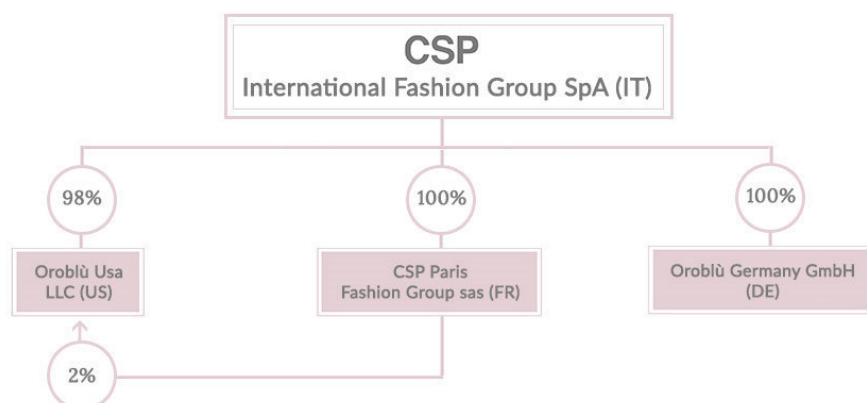 CSP
International Fashion Group SpA (IT)
98%
100%
100%
Oroblù Usa
LLC (US)
CSP Paris
Fashion Group sas (FR)
Oroblù Germany GmbH
(DE)
2%